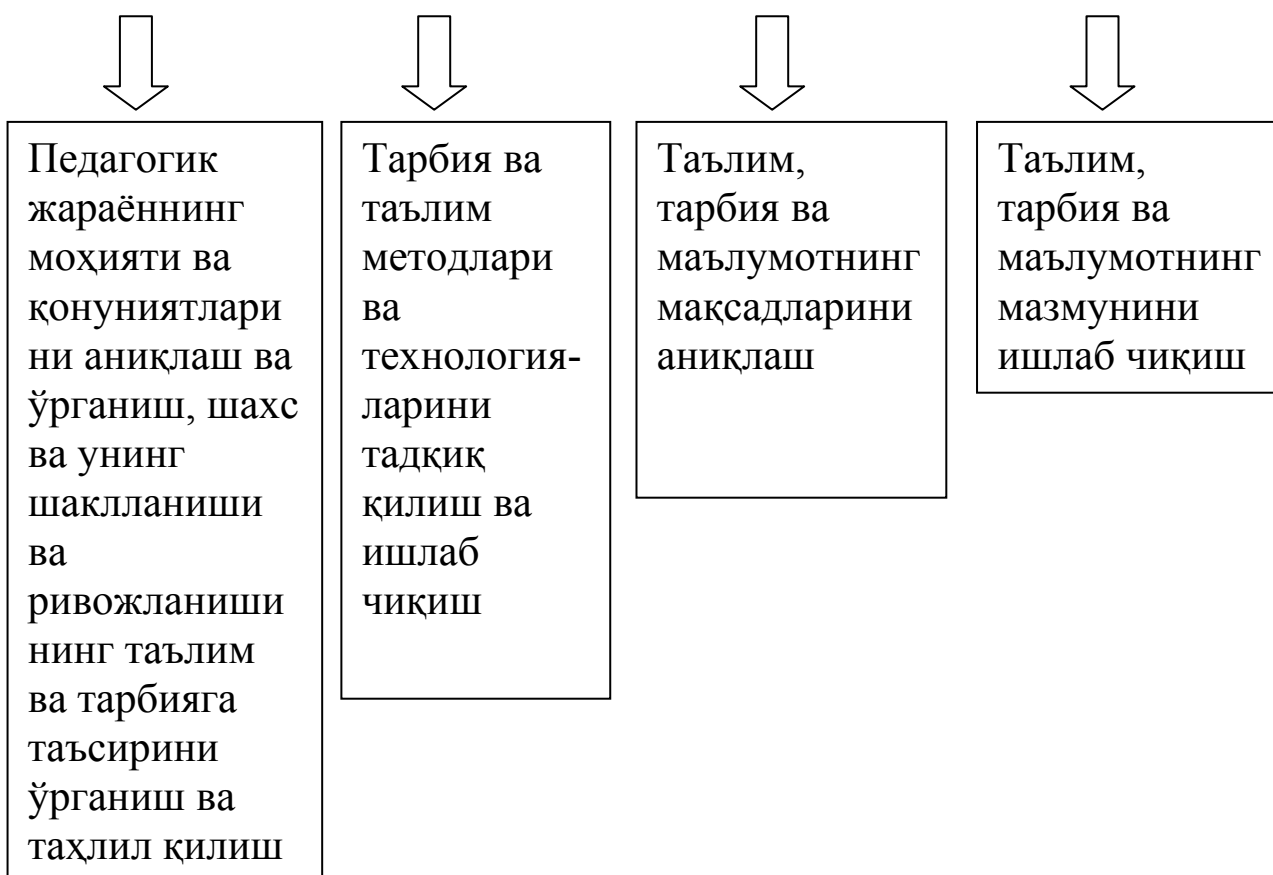 Педагогик
жараённинг
моҳияти ва
қонуниятлари
ни аниқлаш ва
ўрганиш, шахс
ва унинг
шаклланиши
ва
ривожланиши
нинг таълим
ва тарбияга
таъсирини
ўрганиш ва
таҳлил қилиш
Тарбия ва
таълим
методлари
ва
технология-
ларини
тадқиқ
қилиш ва
ишлаб
чиқиш
Таълим,
тарбия ва
маълумотнинг
мақсадларини
аниқлаш
Таълим,
тарбия ва
маълумотнинг
мазмунини
ишлаб чиқиш